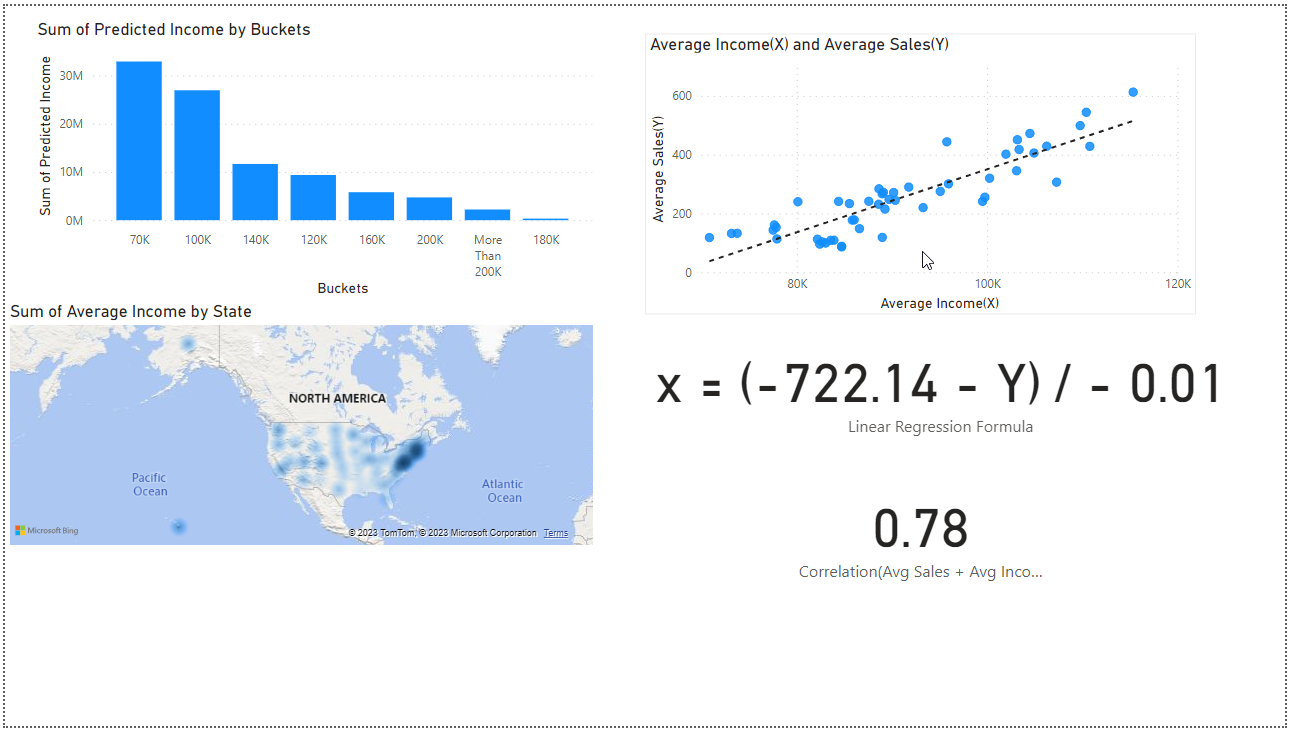 Sum of Predicted Income by Buckets
Sum of Predicted Income
30M
20M
10M
0M
70K
100K
140K
120K
160K
200K
More
Than
200K
180K
Buckets
Average Income(X) and Average Sales(Y)
Average Sales(Y)
600
400
200
0
80K
100K
120K
Average Income(X)
Sum of Average Income by State
NORTH AMERICA
Pacific
Ocean
Atlantic
Ocean
Microsoft Bing
© 2023 TomTom, © 2023 Microsoft Corporation Terms
x = (-722.14 - Y) / - 0.01
Linear Regression Formula
0.78
Correlation(Avg Sales + Avg Inco...